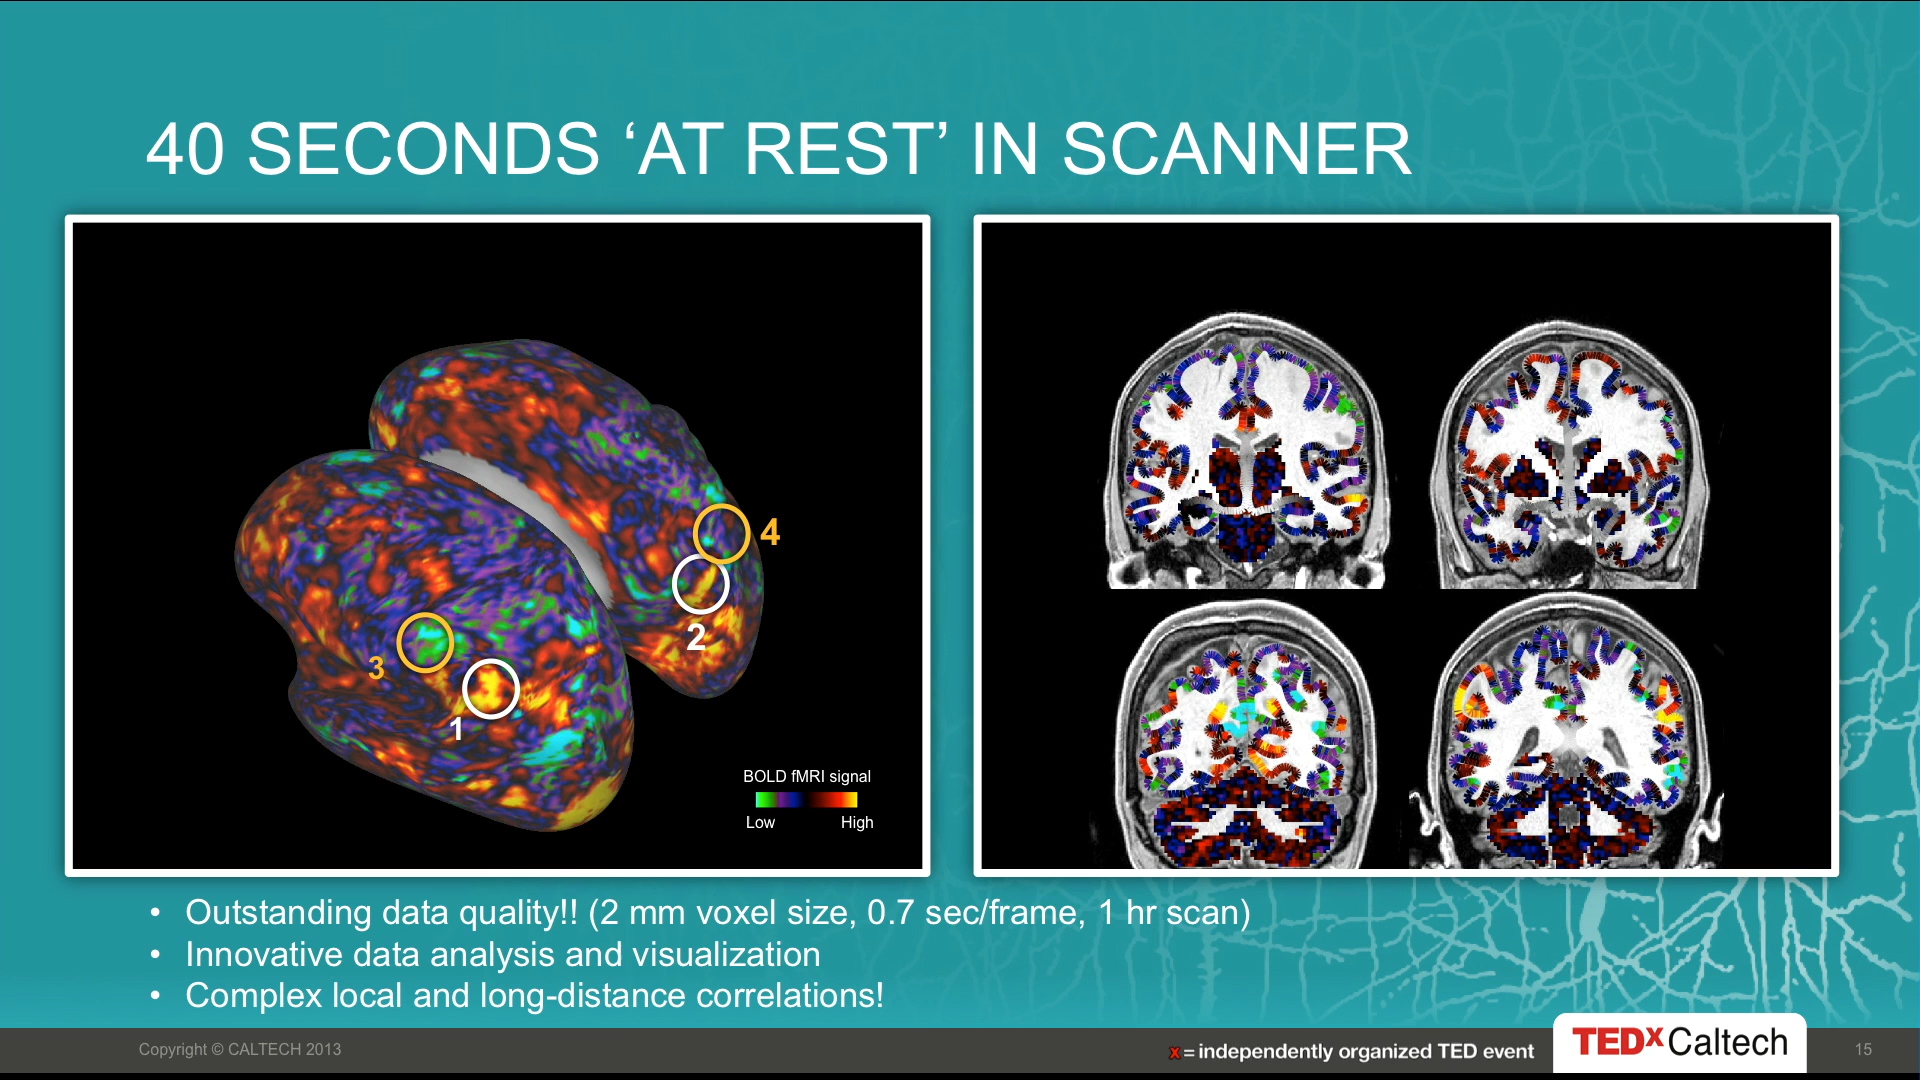 40 SECONDS ‘AT REST’ IN SCANNER
4
2
3
1
BOLD fMRI signal
Low High
• Outstanding data quality!! (2 mm voxel size, 0.7 sec/frame, 1 hr scan)
• Innovative data analysis and visualization
• Complex local and long-distance correlations!
Copyright © CALTECH 2013
x = independently organized TED event
TEDxCaltech
15